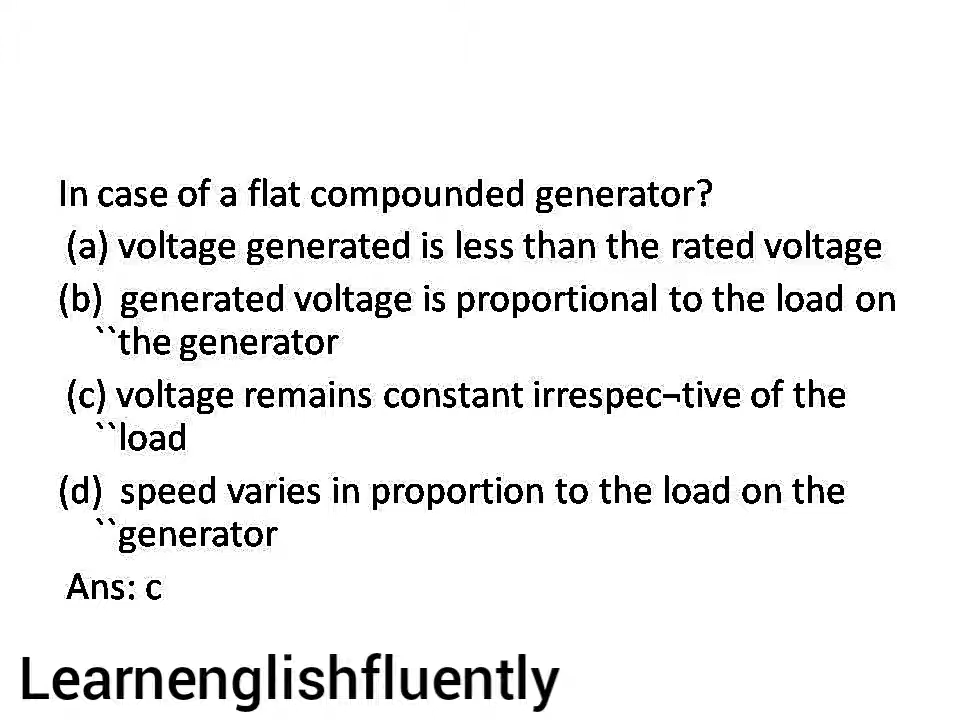 In case of a flat compounded generator?
(a) voltage generated is less than the rated voltage
(b) generated voltage is proportional to the load on
``the generator
(c) voltage remains constant irrespec¬tive of the
``load
(d) speed varies in proportion to the load on the
``generator
Ans: c
Learnenglishfluently